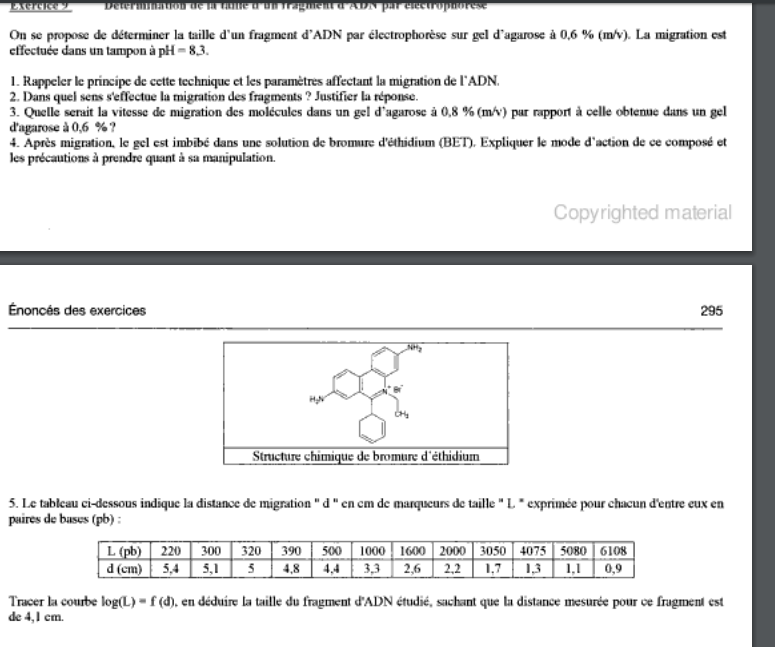 Exercice 9 Détermination de la taille d'un fragment d'ADN par électrophorèse
On se propose de déterminer la taille d'un fragment d'ADN par électrophorèse sur gel d'agarose à 0,6 % (m/v). La migration est
effectuée dans un tampon à pH = 8,3.
1. Rappeler le principe de cette technique et les paramètres affectant la migration de l'ADN.
2. Dans quel sens s'effectue la migration des fragments ? Justifier la réponse.
3. Quelle serait la vitesse de migration des molécules dans un gel d'agarose à 0,8 % (m/v) par rapport à celle obtenue dans un gel
d'agarose à 0,6 % ?
4. Après migration, le gel est imbibé dans une solution de bromure d'éthidium (BET). Expliquer le mode d'action de ce composé et
les précautions à prendre quant à sa manipulation.
Copyrighted material
Énoncés des exercices 295
NH2
N+ Br-
H2N
CH3
Structure chimique de bromure d'éthidium
5. Le tableau ci-dessous indique la distance de migration " d " en cm de marqueurs de taille " L " exprimée pour chacun d'entre eux en
paires de bases (pb) :
L (pb) 220 300 320 390 500 1000 1600 2000 3050 4075 5080 6108
d (cm) 5,4 5,1 5 4,8 4,4 3,3 2,6 2,2 1,7 1,3 1,1 0,9
Tracer la courbe log(L) = f (d), en déduire la taille du fragment d'ADN étudié, sachant que la distance mesurée pour ce fragment est
de 4,1 cm.